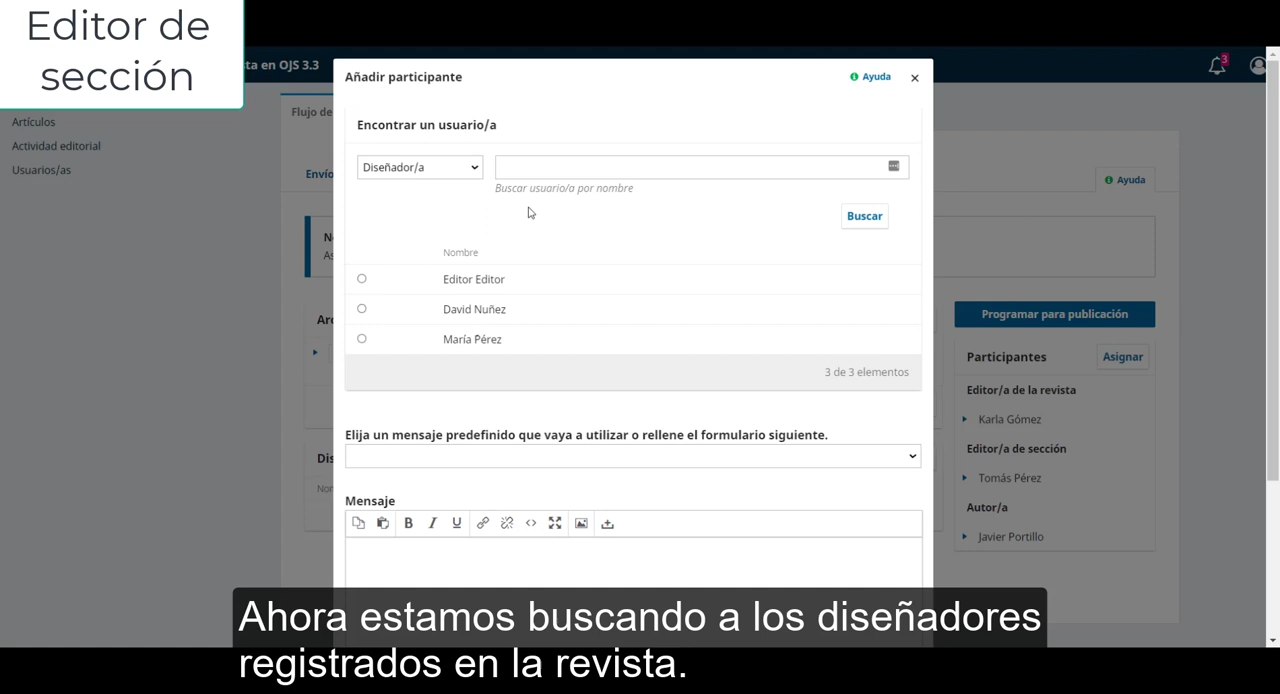 Editor de
sección
ta en OJS 3.3
3
Artículos
Actividad editorial
Usuarios/as
Flujo de
Envío
Ayuda
Añadir participante
Ayuda
Encontrar un usuario/a
Diseñador/a
Buscar usuario/a por nombre
Buscar
Nombre
Editor Editor
David Nuñez
María Pérez
3 de 3 elementos
Elija un mensaje predefinido que vaya a utilizar o rellene el formulario siguiente.
Mensaje
B I U
Programar para publicación
Participantes
Asignar
Editor/a de la revista
Karla Gómez
Editor/a de sección
Tomás Pérez
Autor/a
Javier Portillo
Ahora estamos buscando a los diseñadores
registrados en la revista.